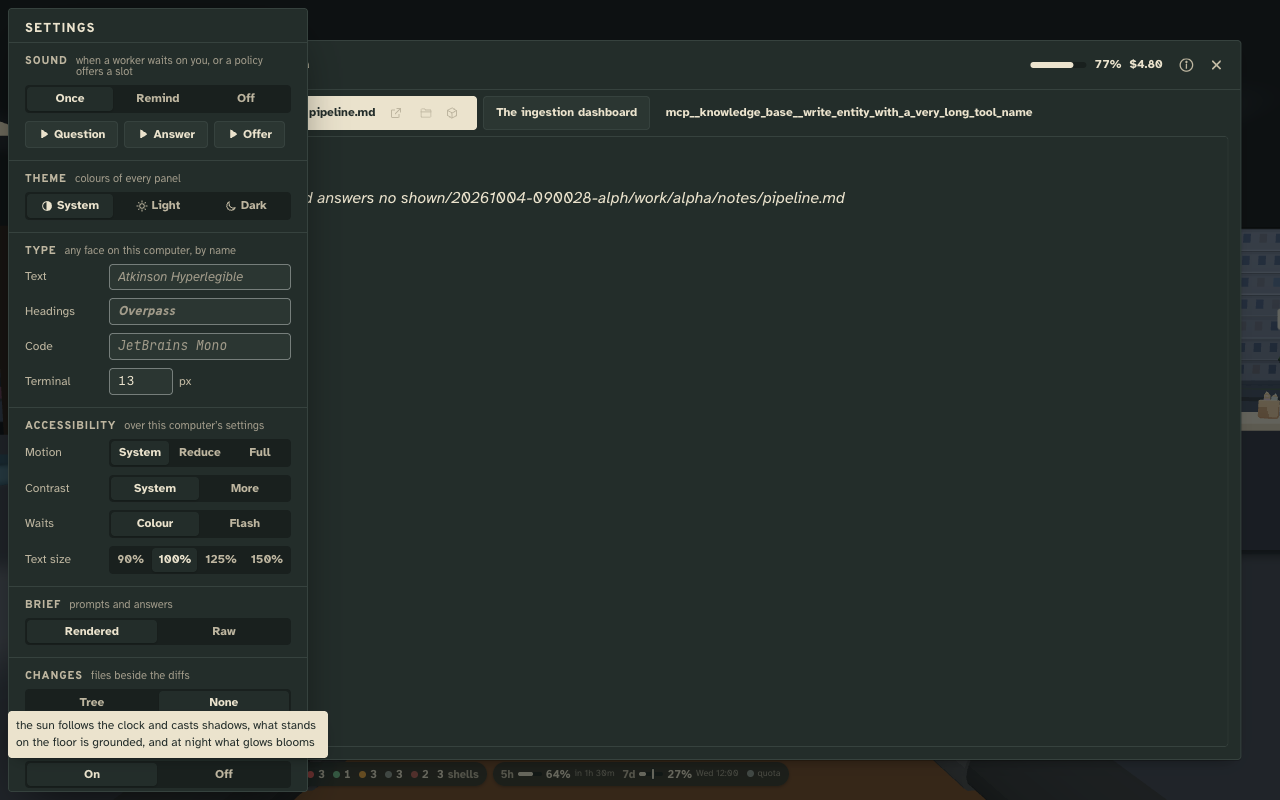 SETTINGS
SOUND when a worker waits on you, or a policy
offers a slot
Once Remind Off
Question Answer Offer
THEME colours of every panel
System Light Dark
TYPE any face on this computer, by name
Text Atkinson Hyperlegible
Headings Overpass
Code JetBrains Mono
Terminal 13 px
ACCESSIBILITY over this computer's settings
Motion System Reduce Full
Contrast System More
Waits Colour Flash
Text size 90% 100% 125% 150%
BRIEF prompts and answers
Rendered Raw
CHANGES files beside the diffs
Tree None
the sun follows the clock and casts shadows, what stands
on the floor is grounded, and at night what glows blooms
On Off
77% $4.80
pipeline.md The ingestion dashboard mcp__knowledge_base__write_entity_with_a_very_long_tool_name
answers no shown/20261004-090028-alph/work/alpha/notes/pipeline.md
3 1 3 3 2 3 shells 5h 64% in 1h 30m 7d 27% Wed 12:00 quota